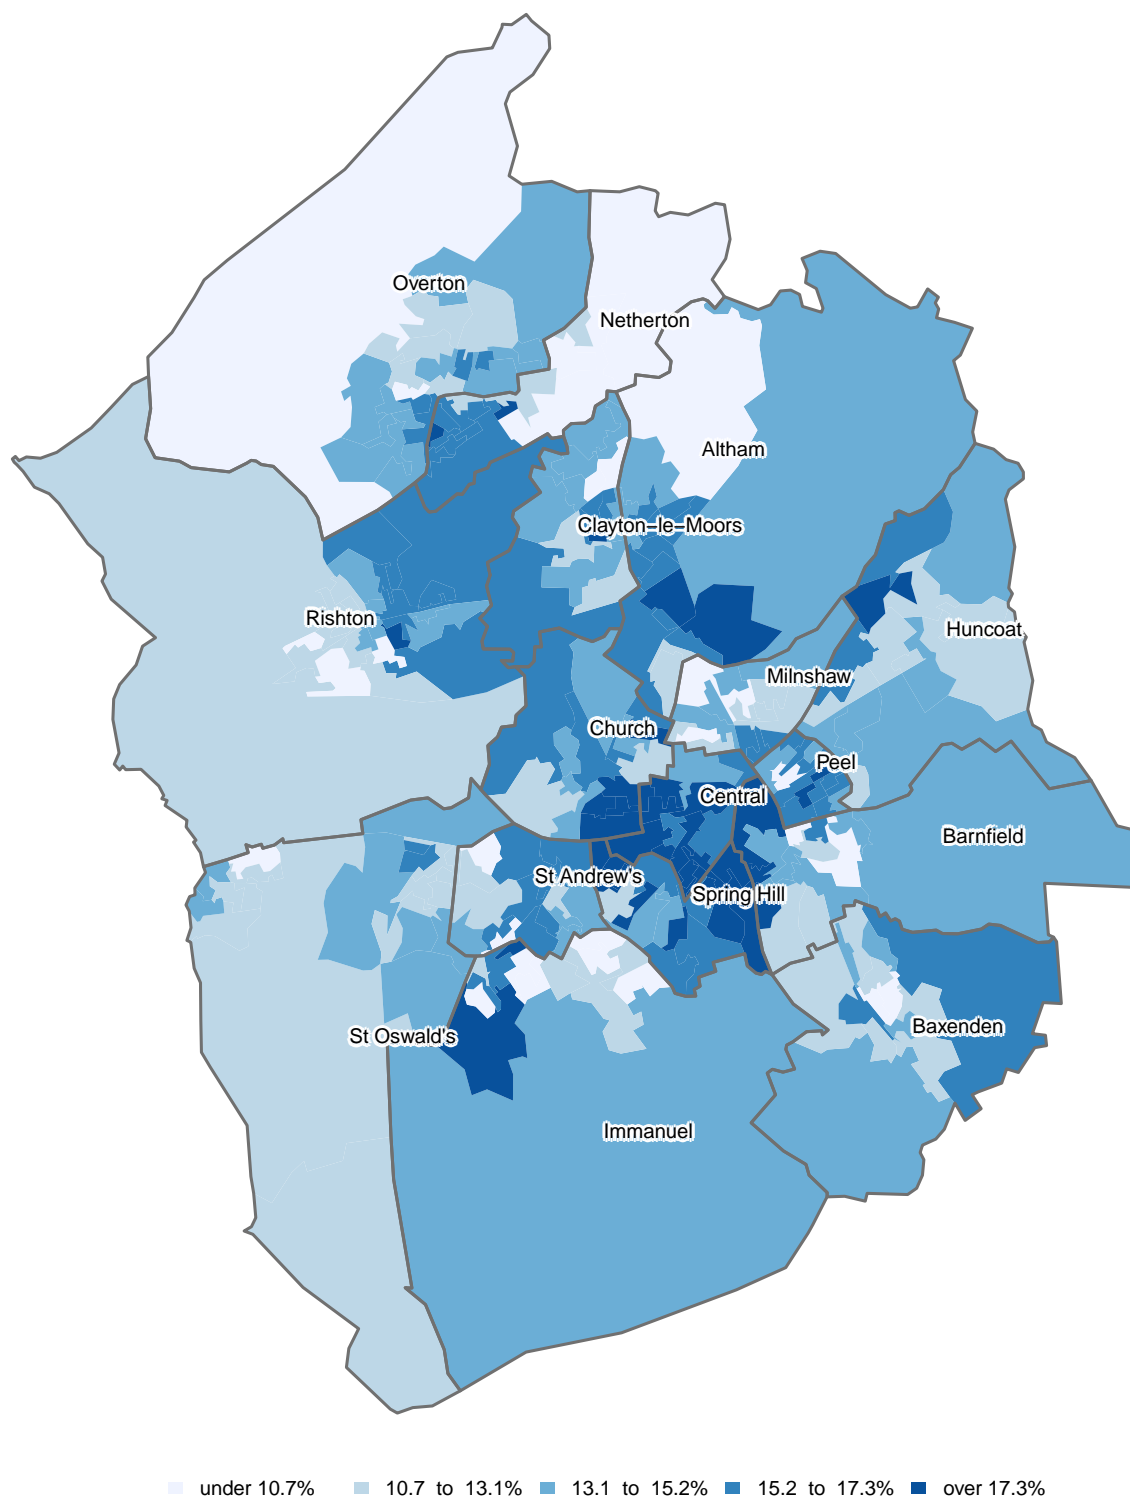 Overton
Netherton
Altham
Clayton–le–Moors
Rishton
Huncoat
Milnshaw
Church
Peel
Central
Barnfield
St Andrew's
Spring Hill
Baxenden
St Oswald's
Immanuel
under 10.7% 10.7 to 13.1% 13.1 to 15.2% 15.2 to 17.3% over 17.3%